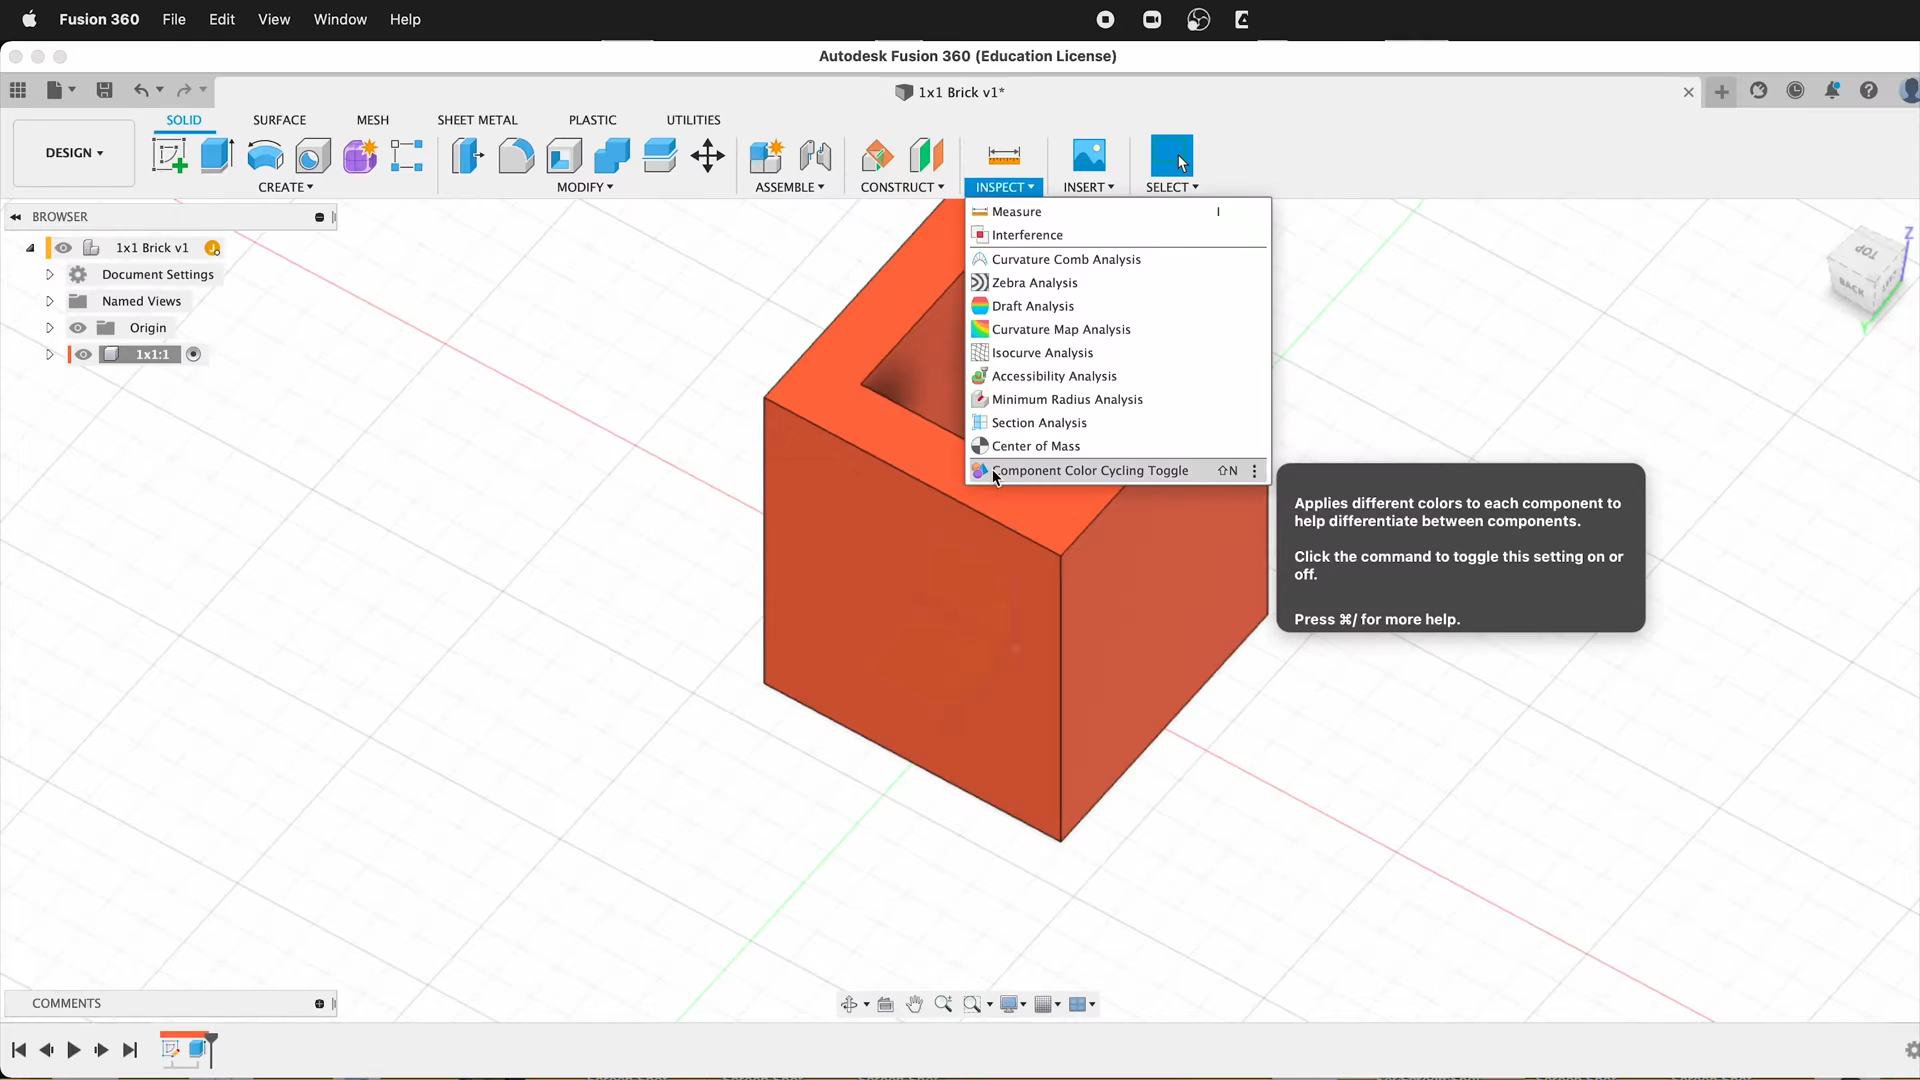 Fusion 360 File Edit View Window Help
Autodesk Fusion 360 (Education License)
1x1 Brick v1*
SOLID SURFACE MESH SHEET METAL PLASTIC UTILITIES
DESIGN
CREATE MODIFY ASSEMBLE CONSTRUCT INSPECT INSERT SELECT
BROWSER
1x1 Brick v1
Document Settings
Named Views
Origin
1x1:1
Measure I
Interference
Curvature Comb Analysis
Zebra Analysis
Draft Analysis
Curvature Map Analysis
Isocurve Analysis
Accessibility Analysis
Minimum Radius Analysis
Section Analysis
Center of Mass
Component Color Cycling Toggle ⇧N
Applies different colors to each component to
help differentiate between components.
Click the command to toggle this setting on or
off.
Press ⌘/ for more help.
Z
TOP
BACK
Y
COMMENTS